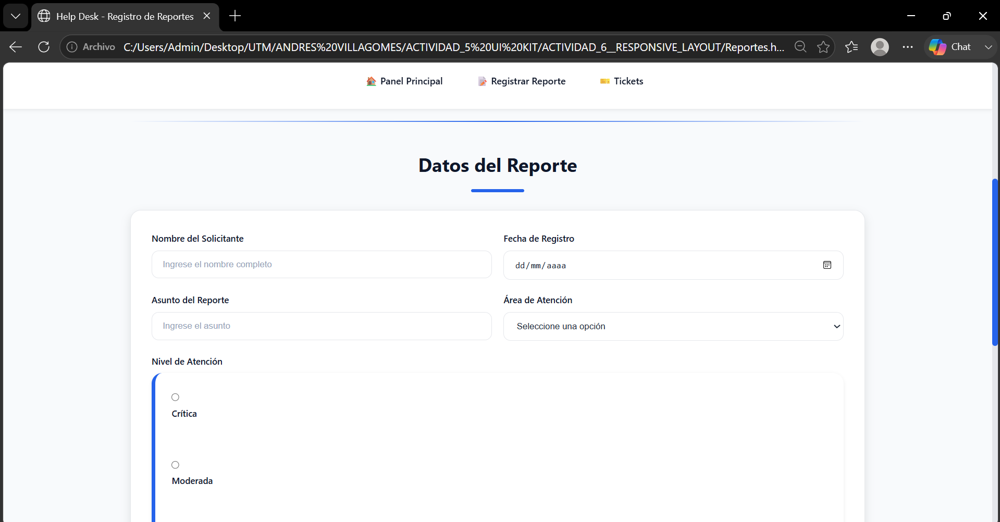 Help Desk - Registro de Reportes
Archivo C:/Users/Admin/Desktop/UTM/ANDRES%20VILLAGOMES/ACTIVIDAD_5%20UI%20KIT/ACTIVIDAD_6__RESPONSIVE_LAYOUT/Reportes.h... Chat
Panel Principal Registrar Reporte Tickets
Datos del Reporte
Nombre del Solicitante Fecha de Registro
Ingrese el nombre completo dd/mm/aaaa
Asunto del Reporte Área de Atención
Ingrese el asunto Seleccione una opción
Nivel de Atención
Crítica
Moderada